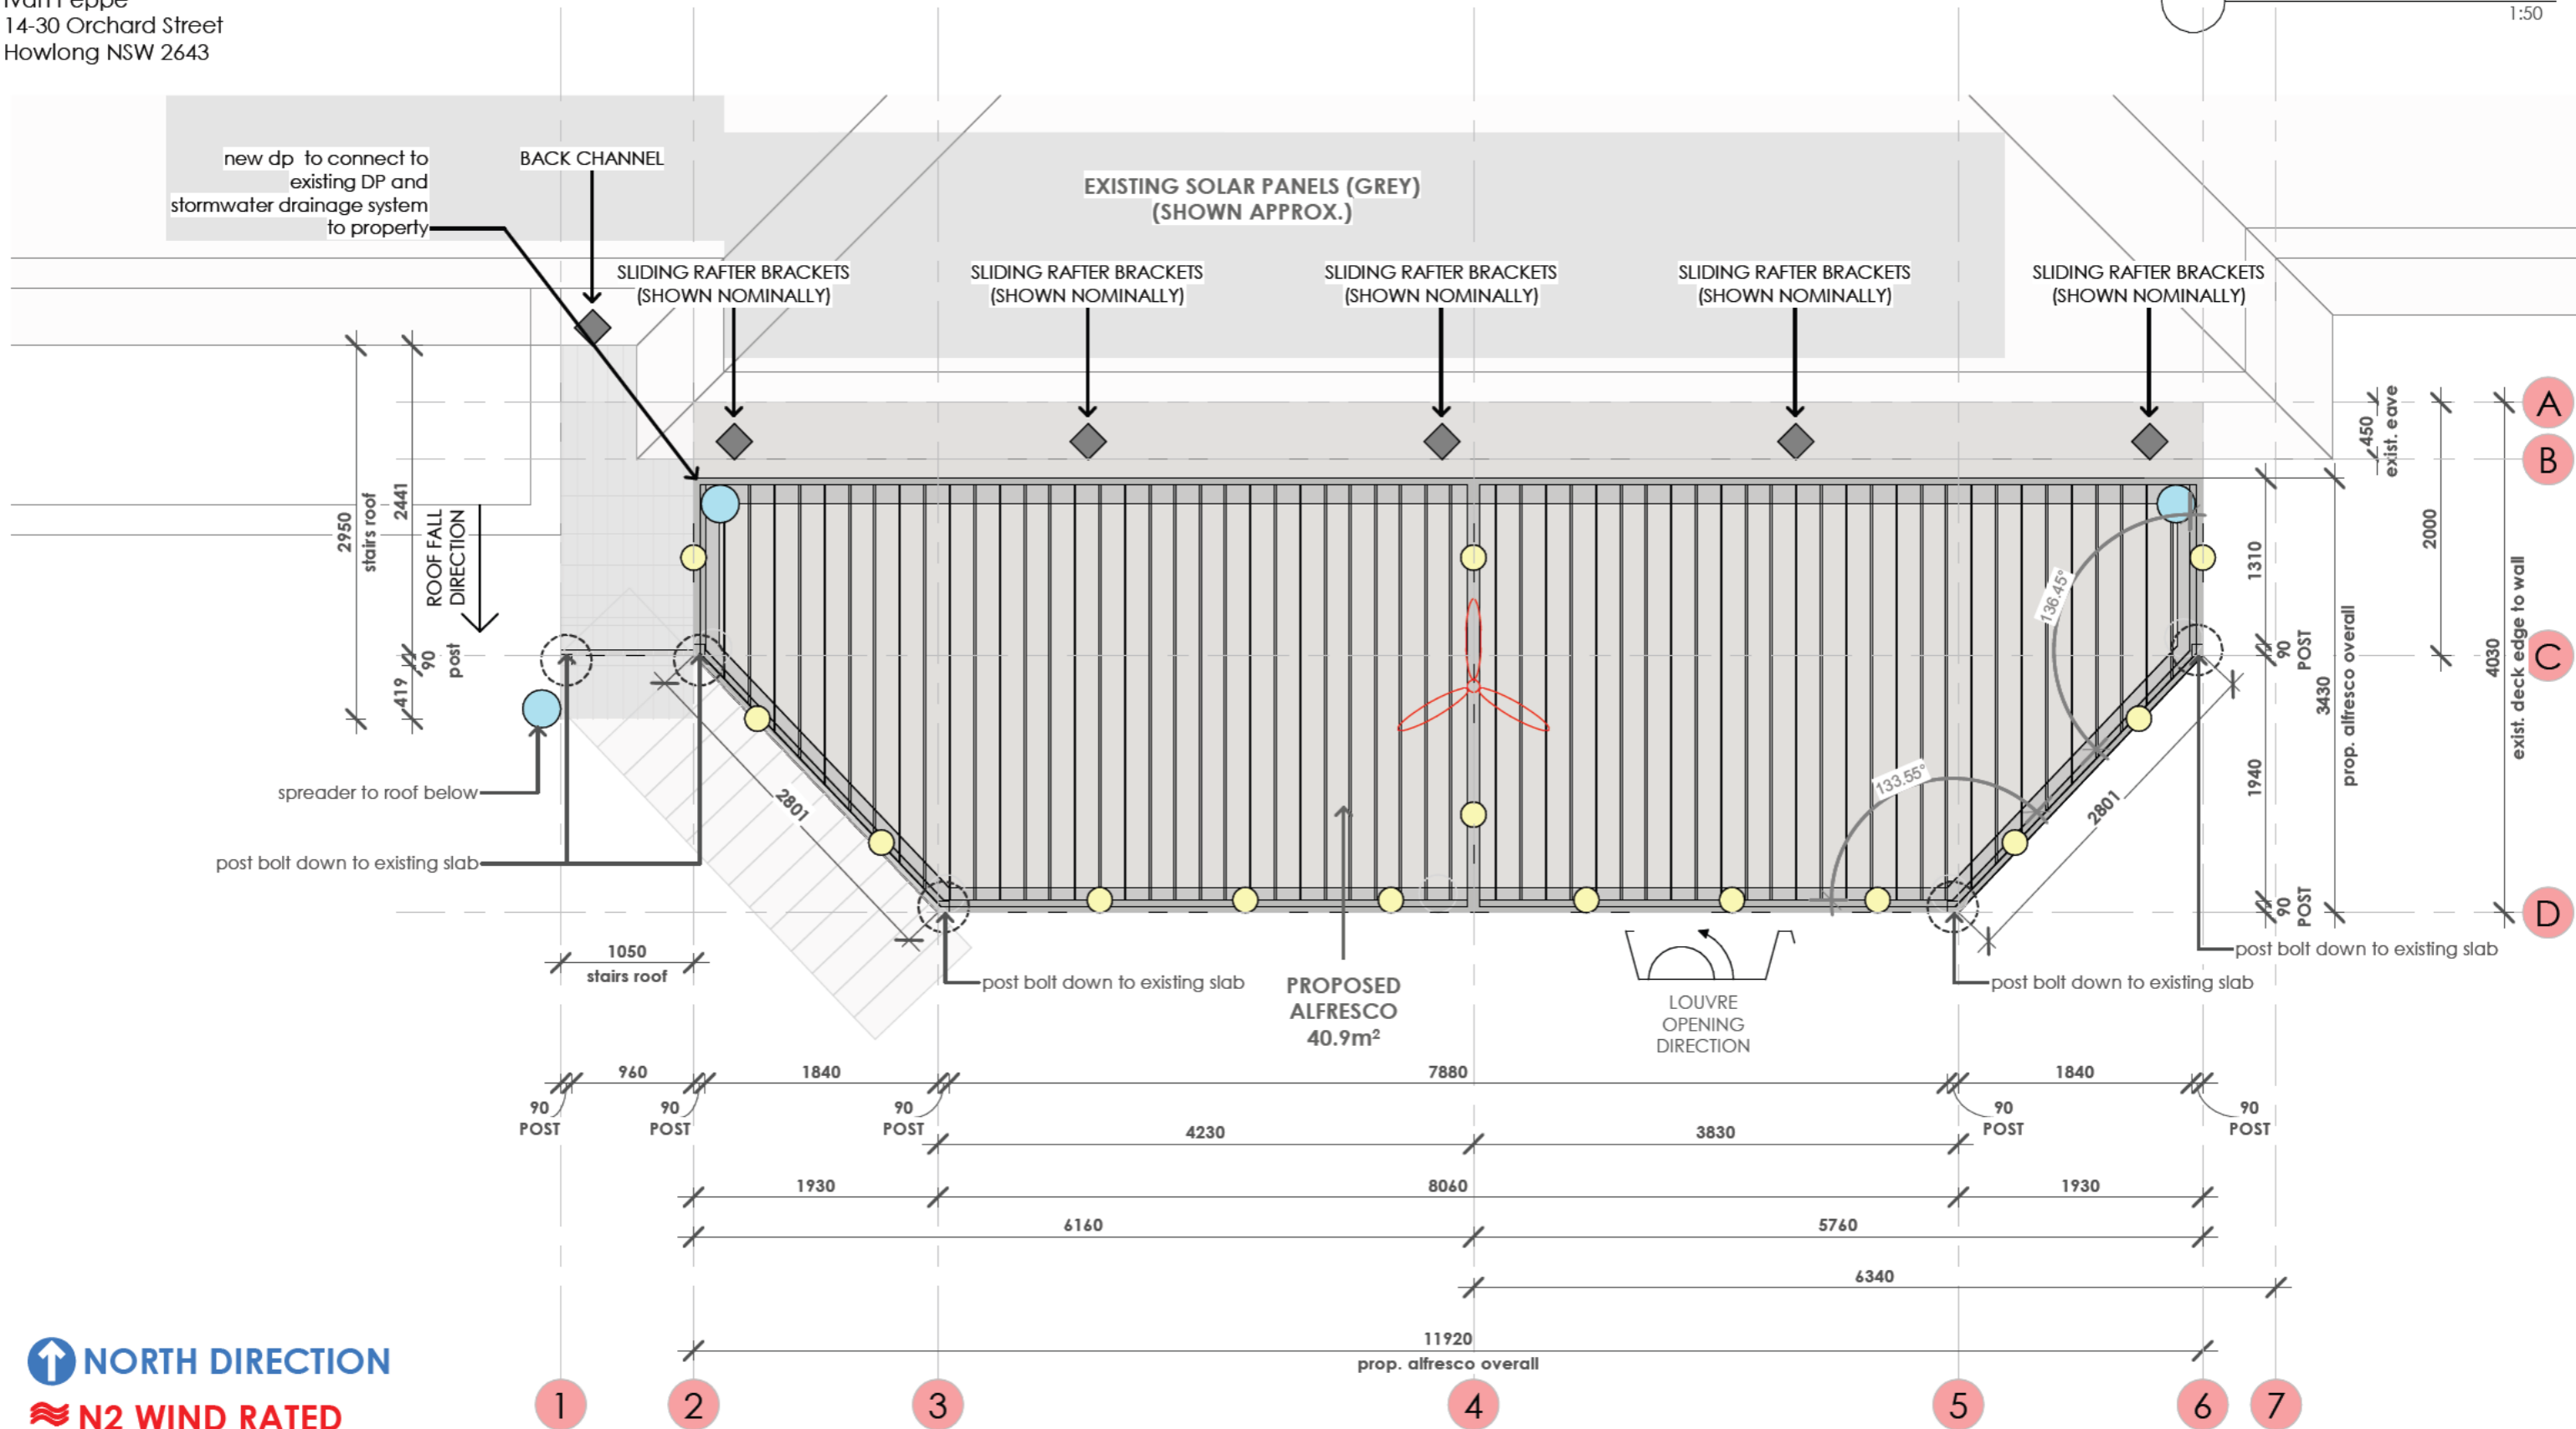 14-30 Orchard Street
Howlong NSW 2643
1:50
new dp to connect to
existing DP and
stormwater drainage system
to property
BACK CHANNEL
EXISTING SOLAR PANELS (GREY)
(SHOWN APPROX.)
SLIDING RAFTER BRACKETS
(SHOWN NOMINALLY)
SLIDING RAFTER BRACKETS
(SHOWN NOMINALLY)
SLIDING RAFTER BRACKETS
(SHOWN NOMINALLY)
SLIDING RAFTER BRACKETS
(SHOWN NOMINALLY)
SLIDING RAFTER BRACKETS
(SHOWN NOMINALLY)
2950
stairs roof
2441
90
post
419
ROOF FALL
DIRECTION
450
exist. eave
2000
4030
exist. deck edge to wall
1310
90
POST
3430
prop. alfresco overall
1940
90
POST
A
B
C
D
136.45°
133.55°
2801
2801
spreader to roof below
post bolt down to existing slab
1050
stairs roof
post bolt down to existing slab
PROPOSED
ALFRESCO
40.9m²
LOUVRE
OPENING
DIRECTION
post bolt down to existing slab
post bolt down to existing slab
960
1840
7880
1840
90
POST
90
POST
90
POST
90
POST
90
POST
4230
3830
1930
8060
1930
6160
5760
6340
11920
prop. alfresco overall
NORTH DIRECTION
N2 WIND RATED
1
2
3
4
5
6
7